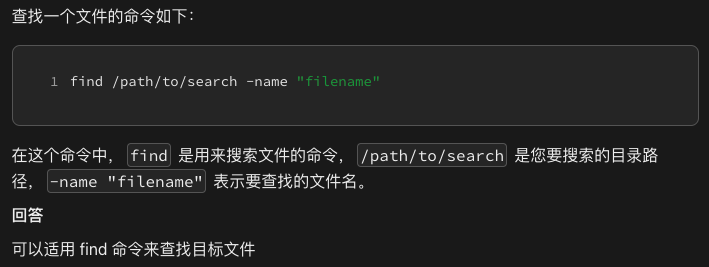 查找一个文件的命令如下：
1 find /path/to/search -name "filename"
在这个命令中， find 是用来搜索文件的命令， /path/to/search 是您要搜索的目录路
径， -name "filename" 表示要查找的文件名。
回答
可以适用 find 命令来查找目标文件